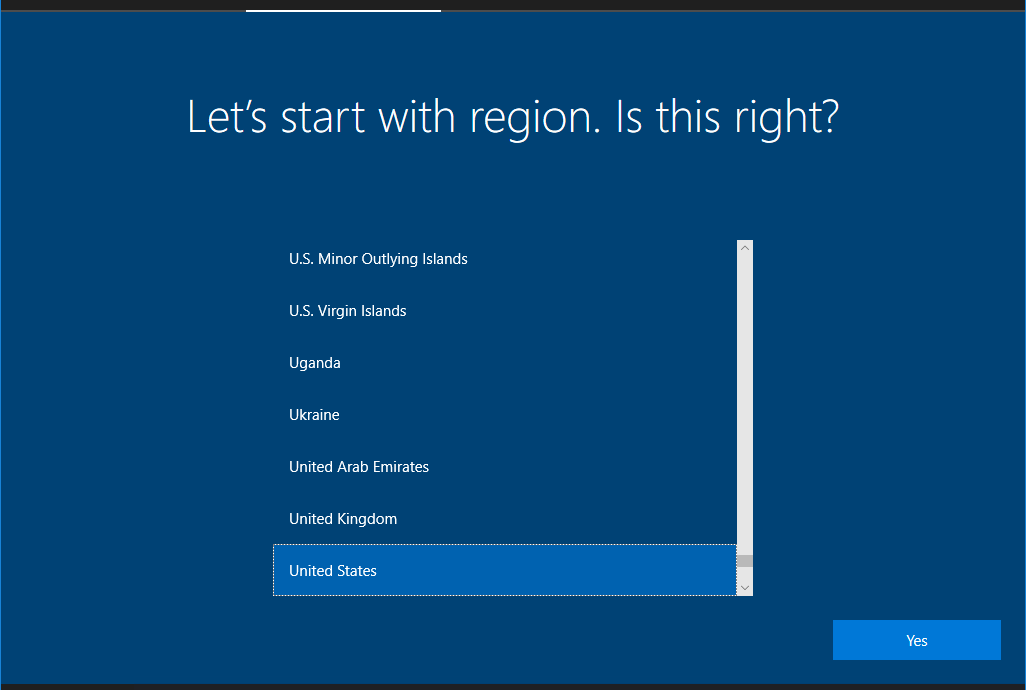 Let’s start with region. Is this right?
U.S. Minor Outlying Islands
U.S. Virgin Islands
Uganda
Ukraine
United Arab Emirates
United Kingdom
United States
Yes